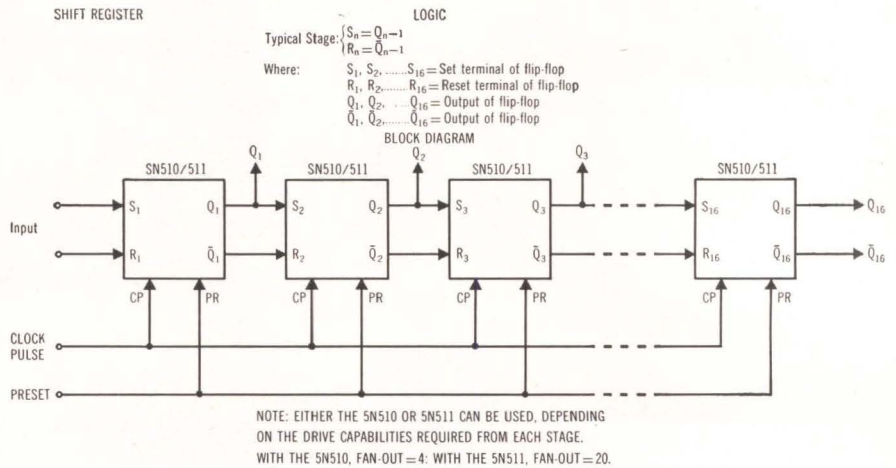 SHIFT REGISTER
LOGIC
Typical Stage: { Sₙ = Qₙ₋₁
Rₙ = Q̄ₙ₋₁
Where: S₁, S₂, ......S₁₆ = Set terminal of flip-flop
R₁, R₂,...... R₁₆ = Reset terminal of flip-flop
Q₁, Q₂, ... Q₁₆ = Output of flip-flop
Q̄₁, Q̄₂,...... Q̄₁₆ = Output of flip-flop
BLOCK DIAGRAM
Q₁ Q₂ Q₃
SN510/511 SN510/511 SN510/511 SN510/511
S₁ Q₁ S₂ Q₂ S₃ Q₃ S₁₆ Q₁₆ Q₁₆
Input
R₁ Q̄₁ R₂ Q̄₂ R₃ Q̄₃ R₁₆ Q̄₁₆ Q̄₁₆
CP PR CP PR CP PR CP PR
CLOCK
PULSE
PRESET
NOTE: EITHER THE 5N510 OR 5N511 CAN BE USED, DEPENDING
ON THE DRIVE CAPABILITIES REQUIRED FROM EACH STAGE.
WITH THE 5N510, FAN-OUT=4: WITH THE 5N511, FAN-OUT=20.